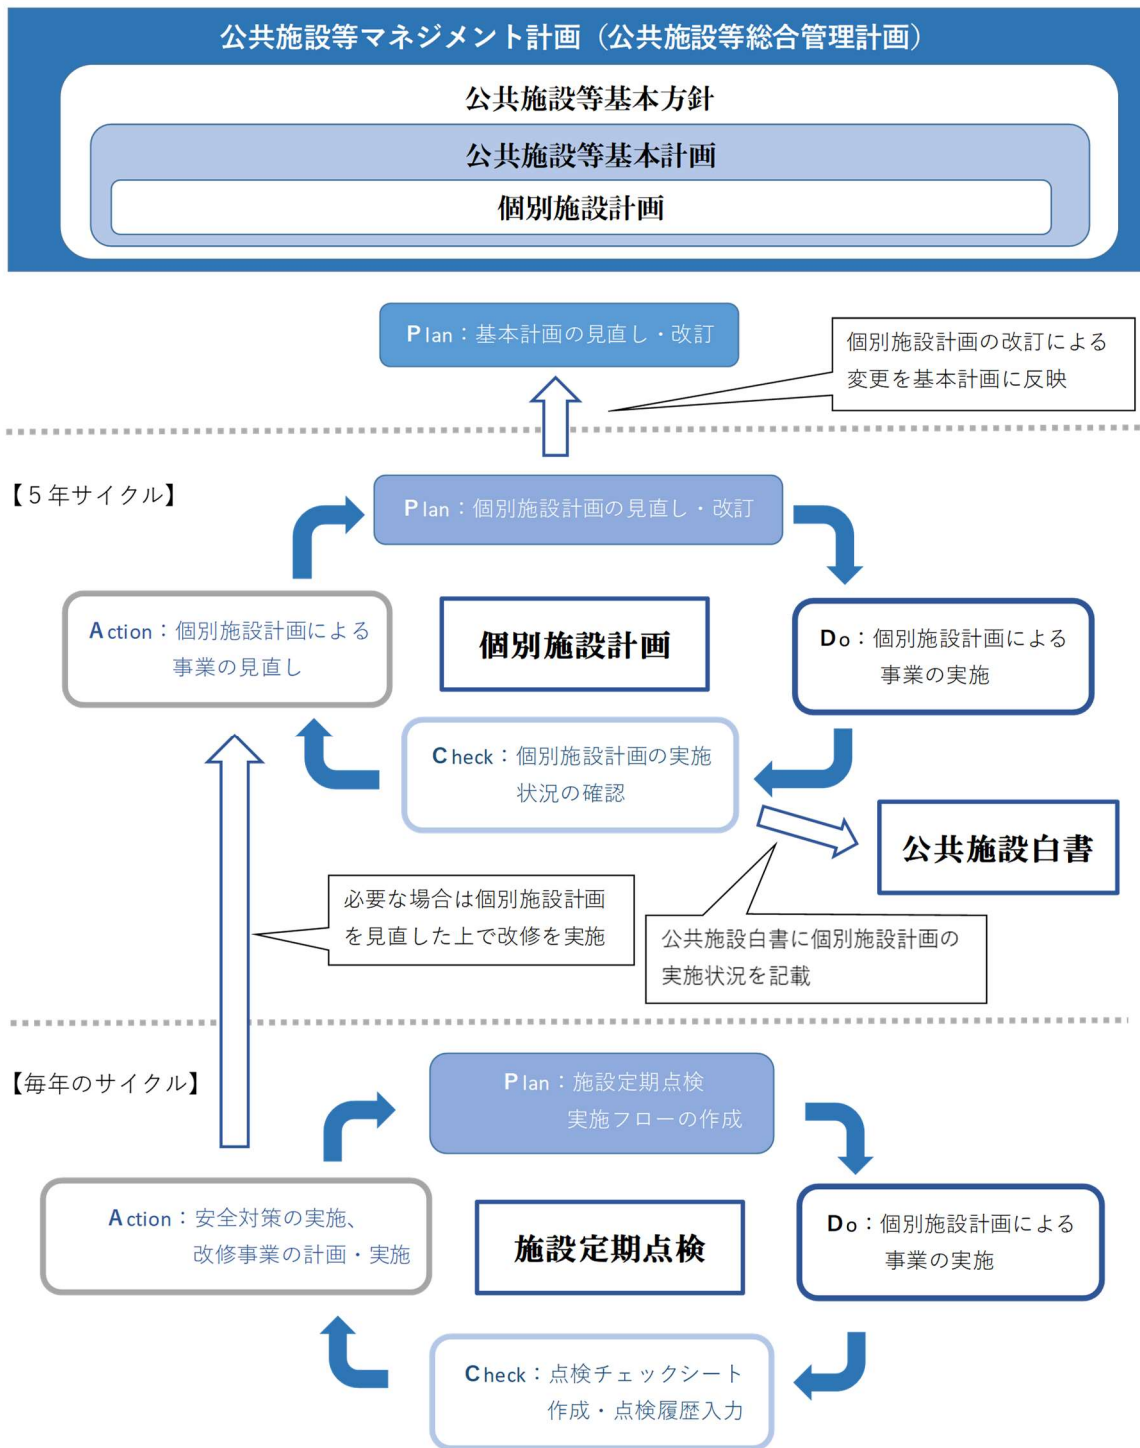 公共施設等マネジメント計画（公共施設等総合管理計画）
公共施設等基本方針
公共施設等基本計画
個別施設計画
Plan：基本計画の見直し・改訂
個別施設計画の改訂による
変更を基本計画に反映
【５年サイクル】
Plan：個別施設計画の見直し・改訂
Action：個別施設計画による
事業の見直し
個別施設計画
Do：個別施設計画による
事業の実施
Check：個別施設計画の実施
状況の確認
公共施設白書
必要な場合は個別施設計画
を見直した上で改修を実施
公共施設白書に個別施設計画の
実施状況を記載
【毎年のサイクル】
Plan：施設定期点検
実施フローの作成
Action：安全対策の実施、
改修事業の計画・実施
施設定期点検
Do：個別施設計画による
事業の実施
Check：点検チェックシート
作成・点検履歴入力